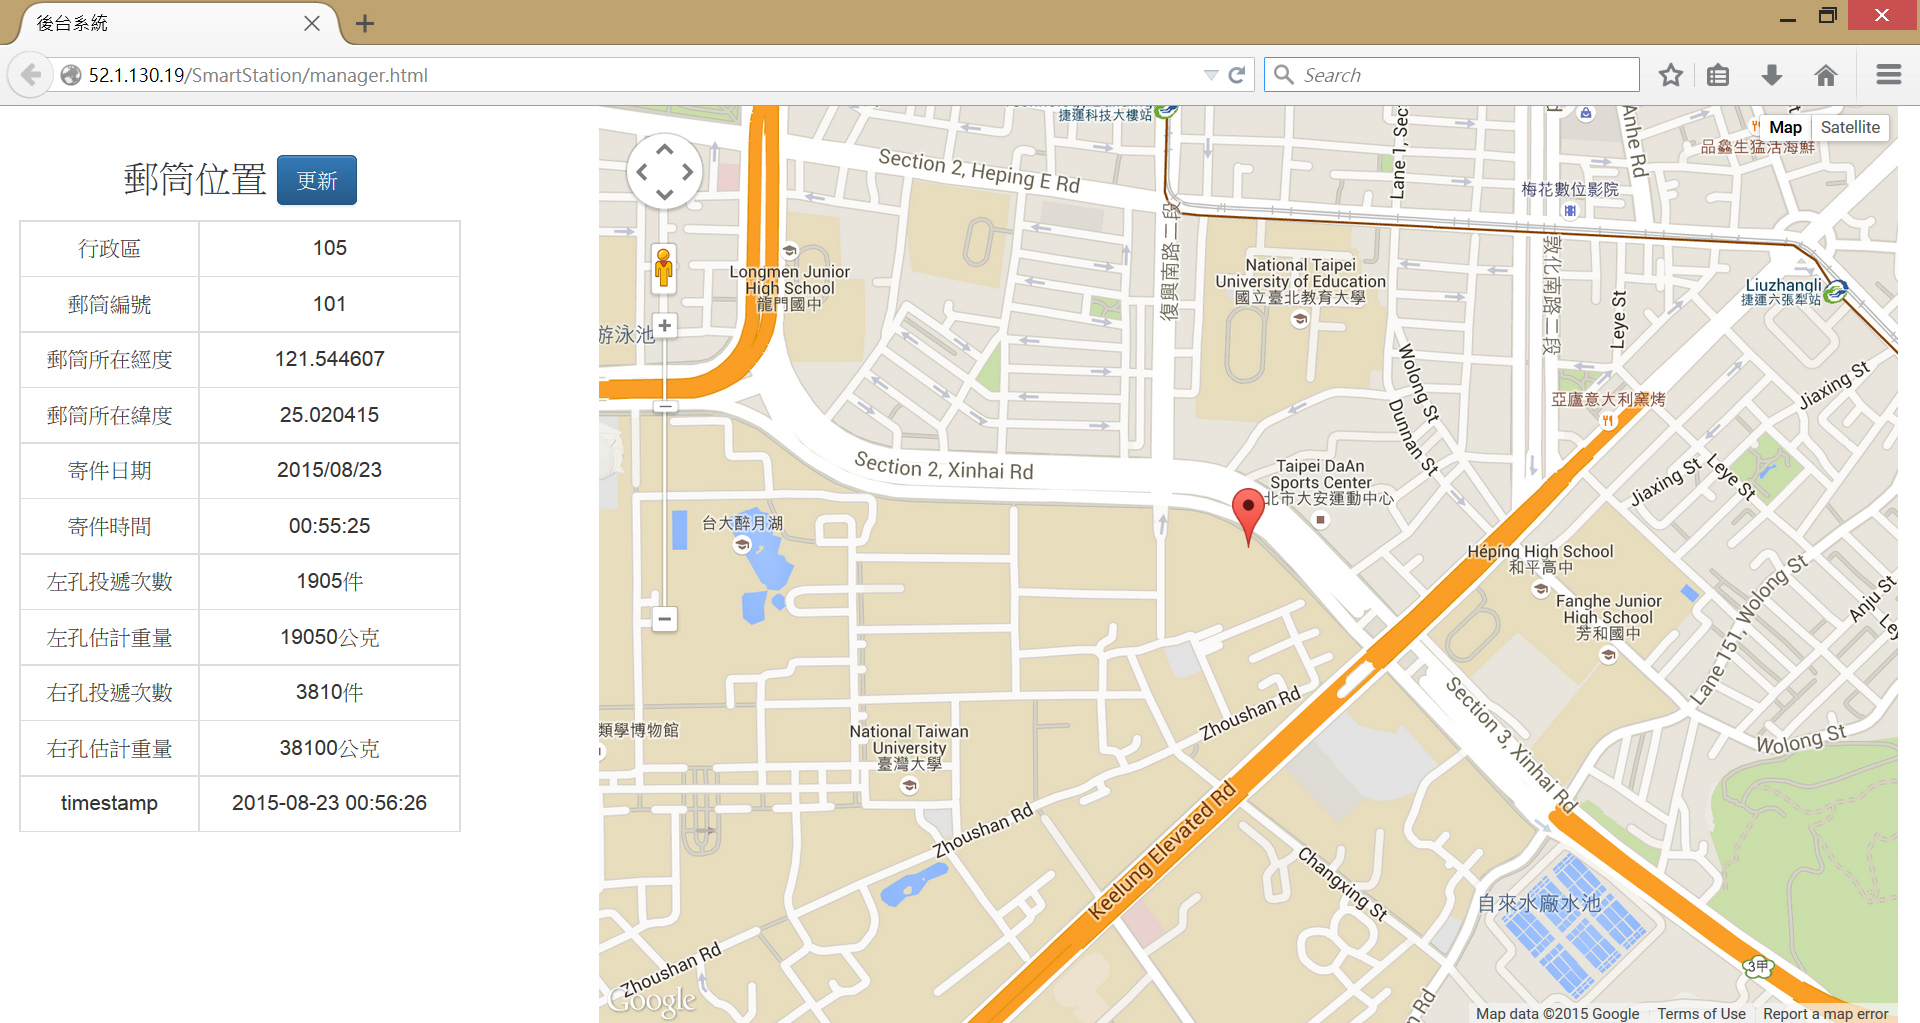 後台系統
52.1.130.19/SmartStation/manager.html
Search
郵筒位置 更新
行政區 105
郵筒編號 101
郵筒所在經度 121.544607
郵筒所在緯度 25.020415
寄件日期 2015/08/23
寄件時間 00:55:25
左孔投遞次數 1905件
左孔估計重量 19050公克
右孔投遞次數 3810件
右孔估計重量 38100公克
timestamp 2015-08-23 00:56:26
捷運科技大樓站
Map Satellite
品鱻生猛活海鮮
Anhe Rd
Lane 1, Sec
Section 2, Heping E Rd
梅花數位影院
復興南路二段
敦化南路二段
Longmen Junior
High School
龍門國中
National Taipei
University of Education
國立臺北教育大學
Liuzhangli
捷運六張犁站
Leye St
游泳池
Wolong St
Jiaxing St
亞廬意大利窯烤
Dunnan St
Section 2, Xinhai Rd
Taipei DaAn
Sports Center
北市大安運動中心
Jiaxing St
Leye St
台大醉月湖
Héping High School
和平高中
Fanghe Junior
High School
芳和國中
Lane 151, Wolong St
Anju St
Ley
Section 3, Xinhai Rd
Zhoushan Rd
類學博物館
National Taiwan
University
臺灣大學
Wolong St
Keelung Elevated Rd
Zhoushan Rd
Changxing St
自來水廠水池
Zhoushan Rd
3甲
n Rd
Google
Map data ©2015 Google Terms of Use Report a map error